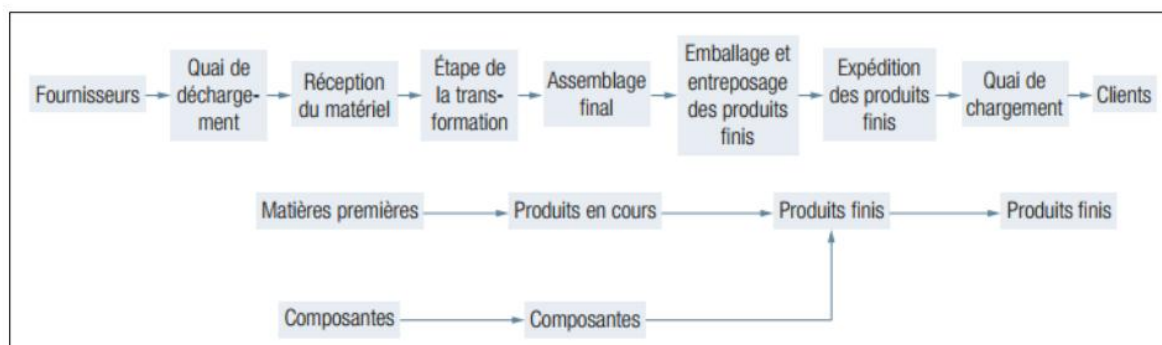 Fournisseurs
Quai de
décharge-
ment
Réception
du matériel
Étape de
la trans-
formation
Assemblage
final
Emballage et
entreposage
des produits
finis
Expédition
des produits
finis
Quai de
chargement
Clients
Matières premières
Produits en cours
Produits finis
Produits finis
Composantes
Composantes